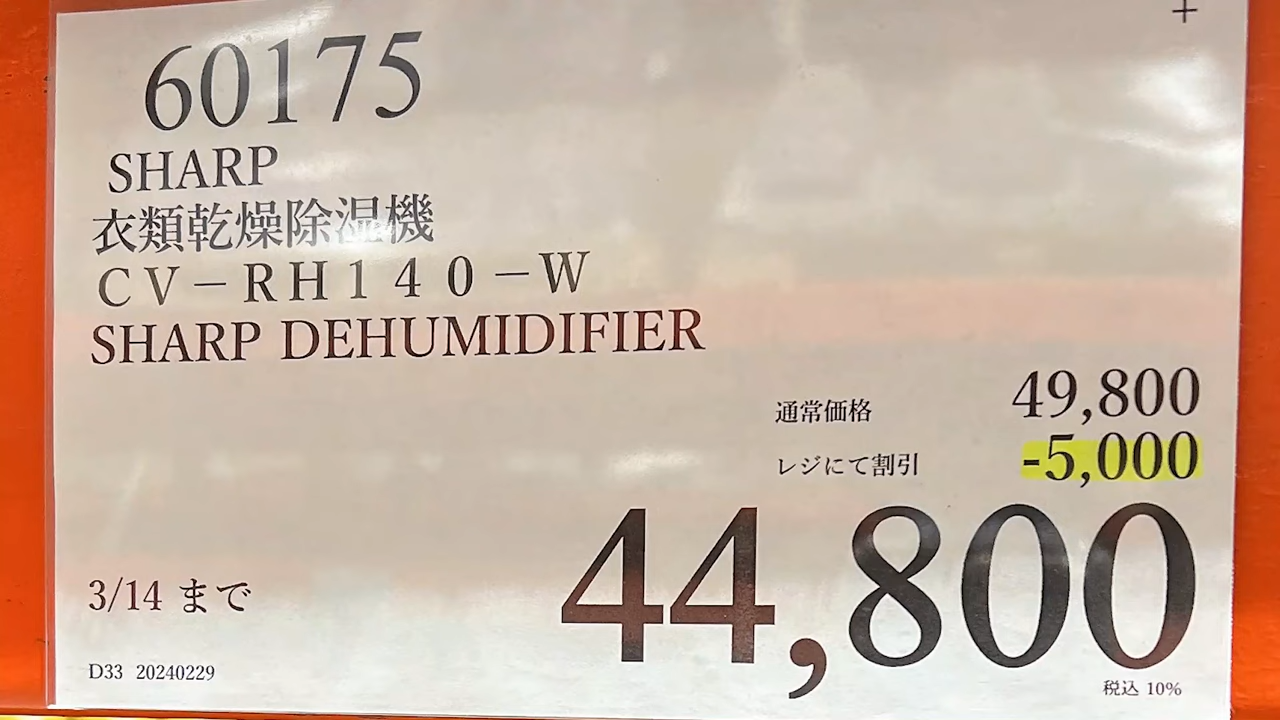 +
60175
SHARP
衣類乾燥除湿機
CV－RH140－W
SHARP DEHUMIDIFIER
通常価格 49,800
レジにて割引 -5,000
44,800
3/14 まで
D33 20240229
税込 10%